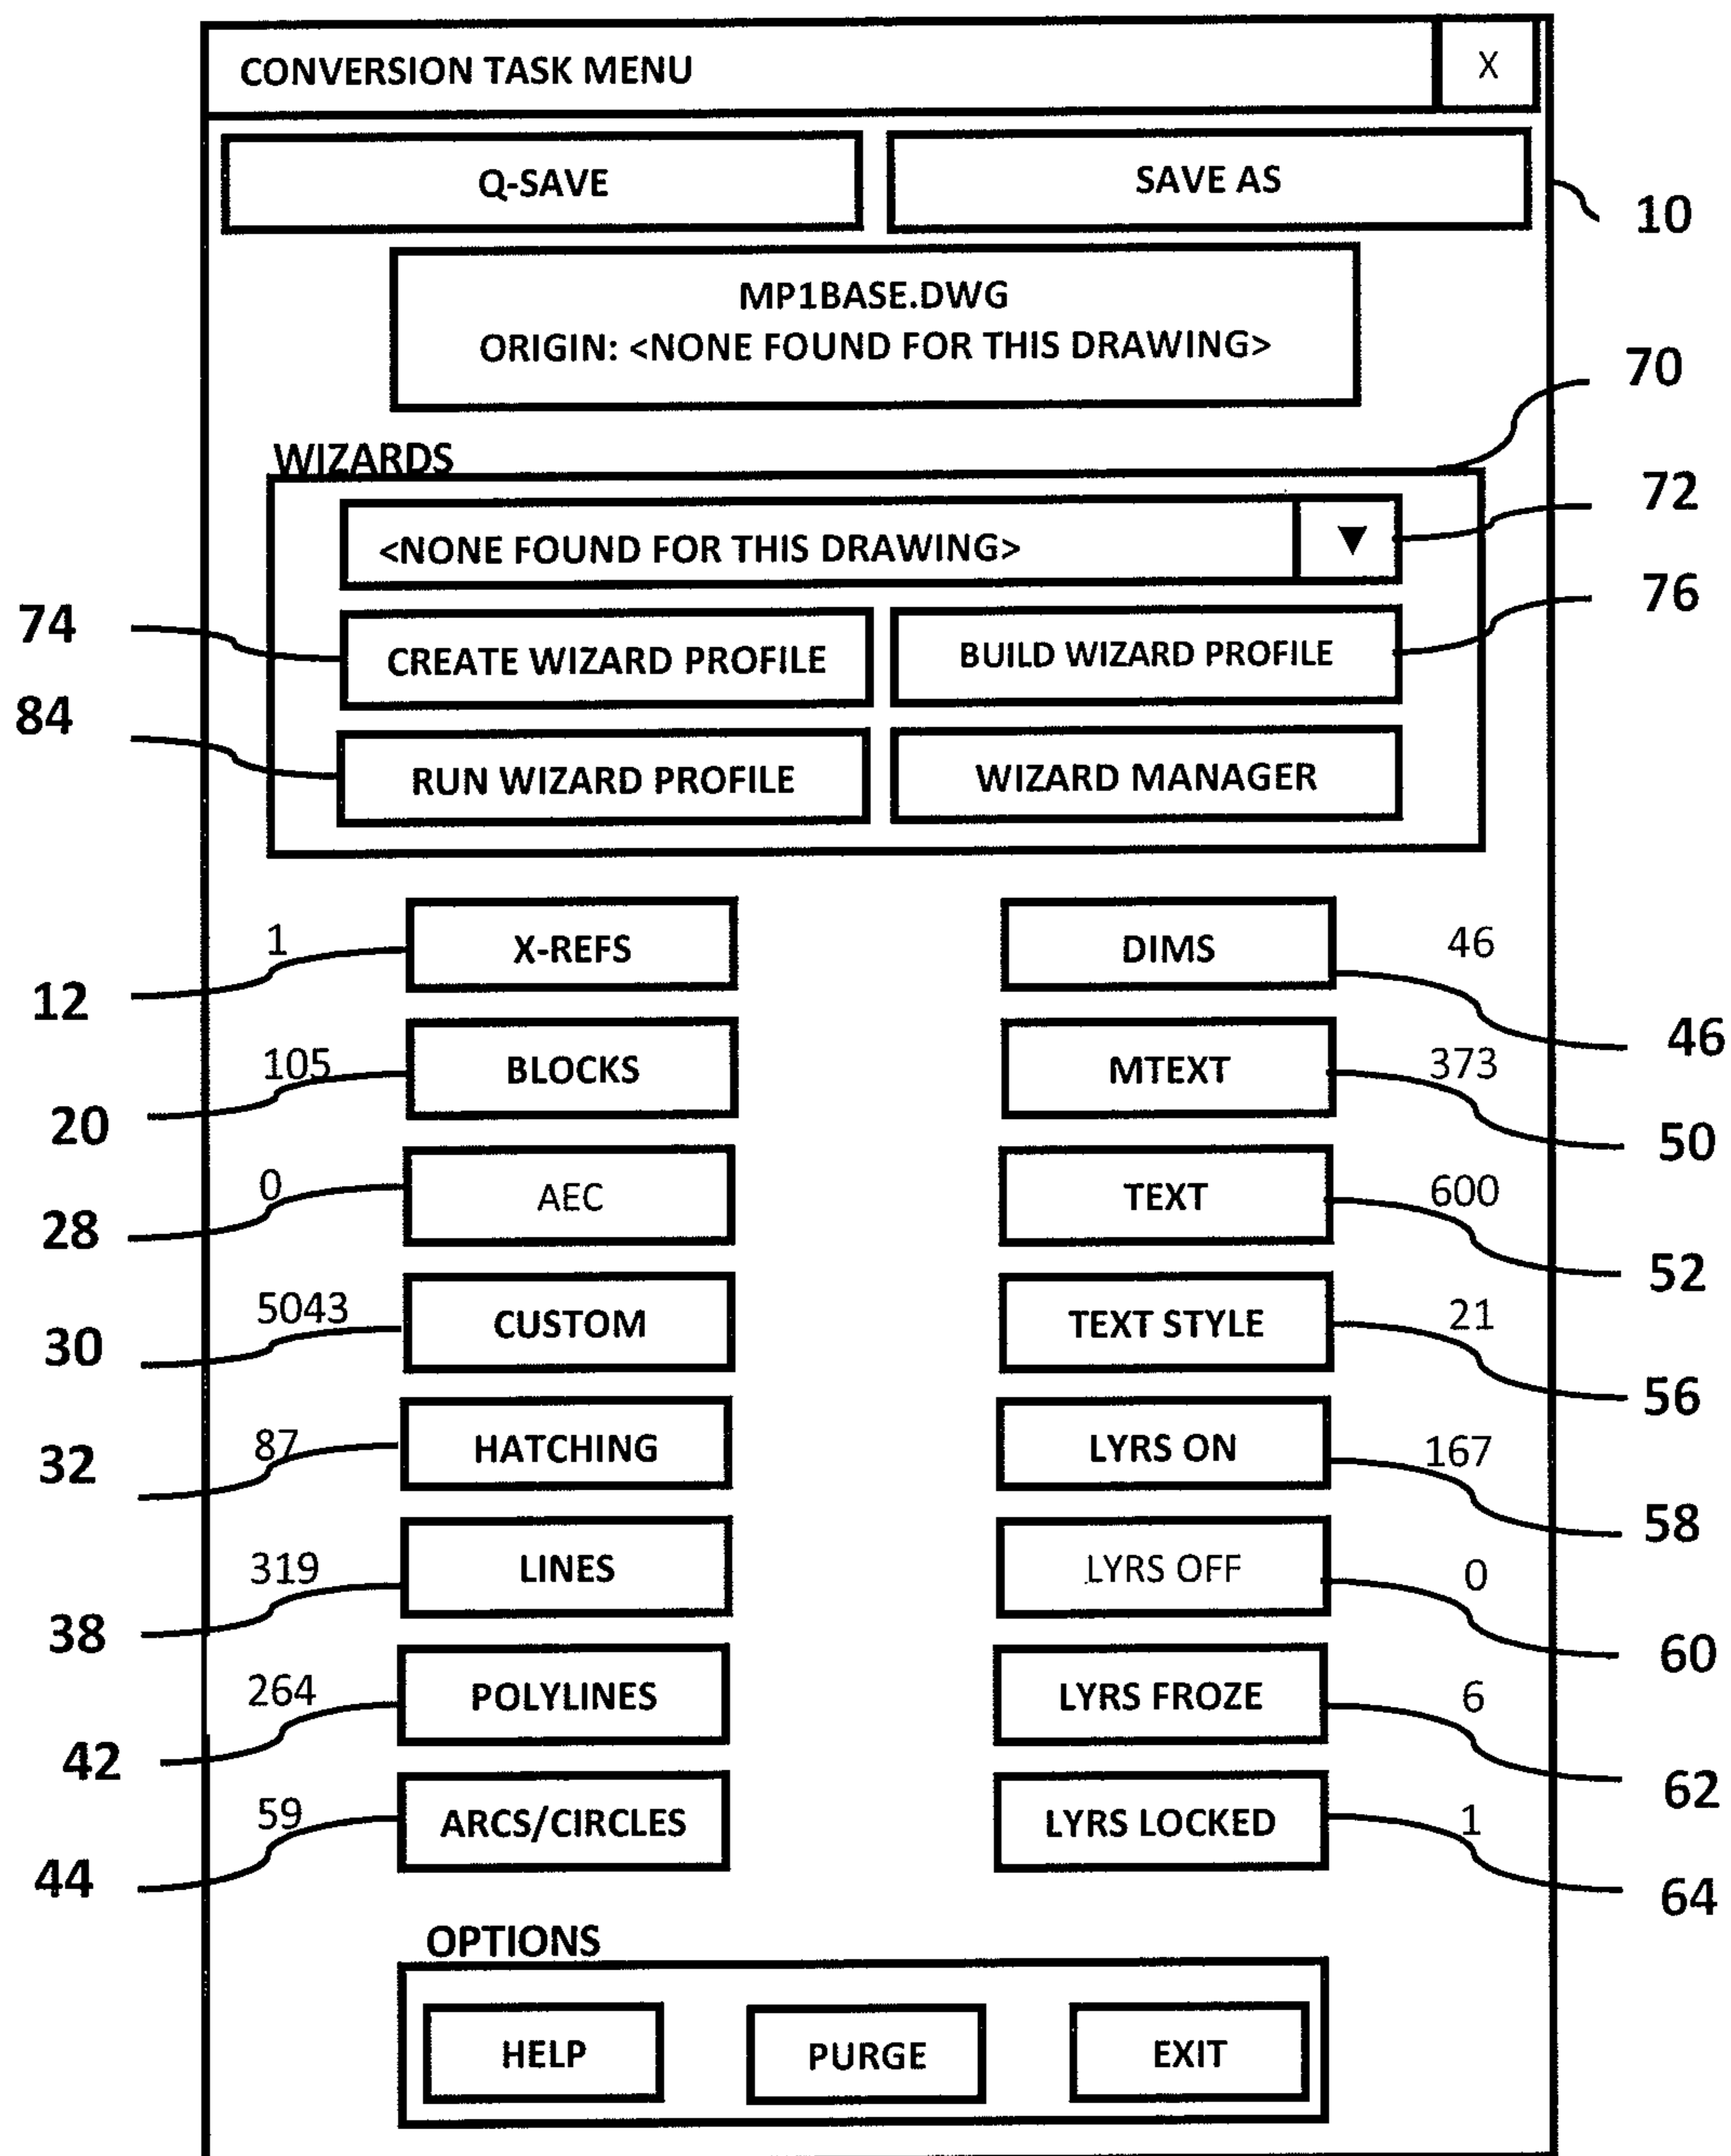 CONVERSION TASK MENU X
Q-SAVE SAVE AS
10
MP1BASE.DWG
ORIGIN: <NONE FOUND FOR THIS DRAWING>
70
WIZARDS
72
<NONE FOUND FOR THIS DRAWING> ▼
76
74
CREATE WIZARD PROFILE BUILD WIZARD PROFILE
84
RUN WIZARD PROFILE WIZARD MANAGER
1 X-REFS DIMS 46
12 46
105 BLOCKS MTEXT 373
20 50
0 AEC TEXT 600
28 52
5043 CUSTOM TEXT STYLE 21
30 56
87 HATCHING LYRS ON 167
32 58
319 LINES LYRS OFF 0
38 60
264 POLYLINES LYRS FROZE 6
42 62
59 ARCS/CIRCLES LYRS LOCKED 1
44 64
OPTIONS
HELP PURGE EXIT